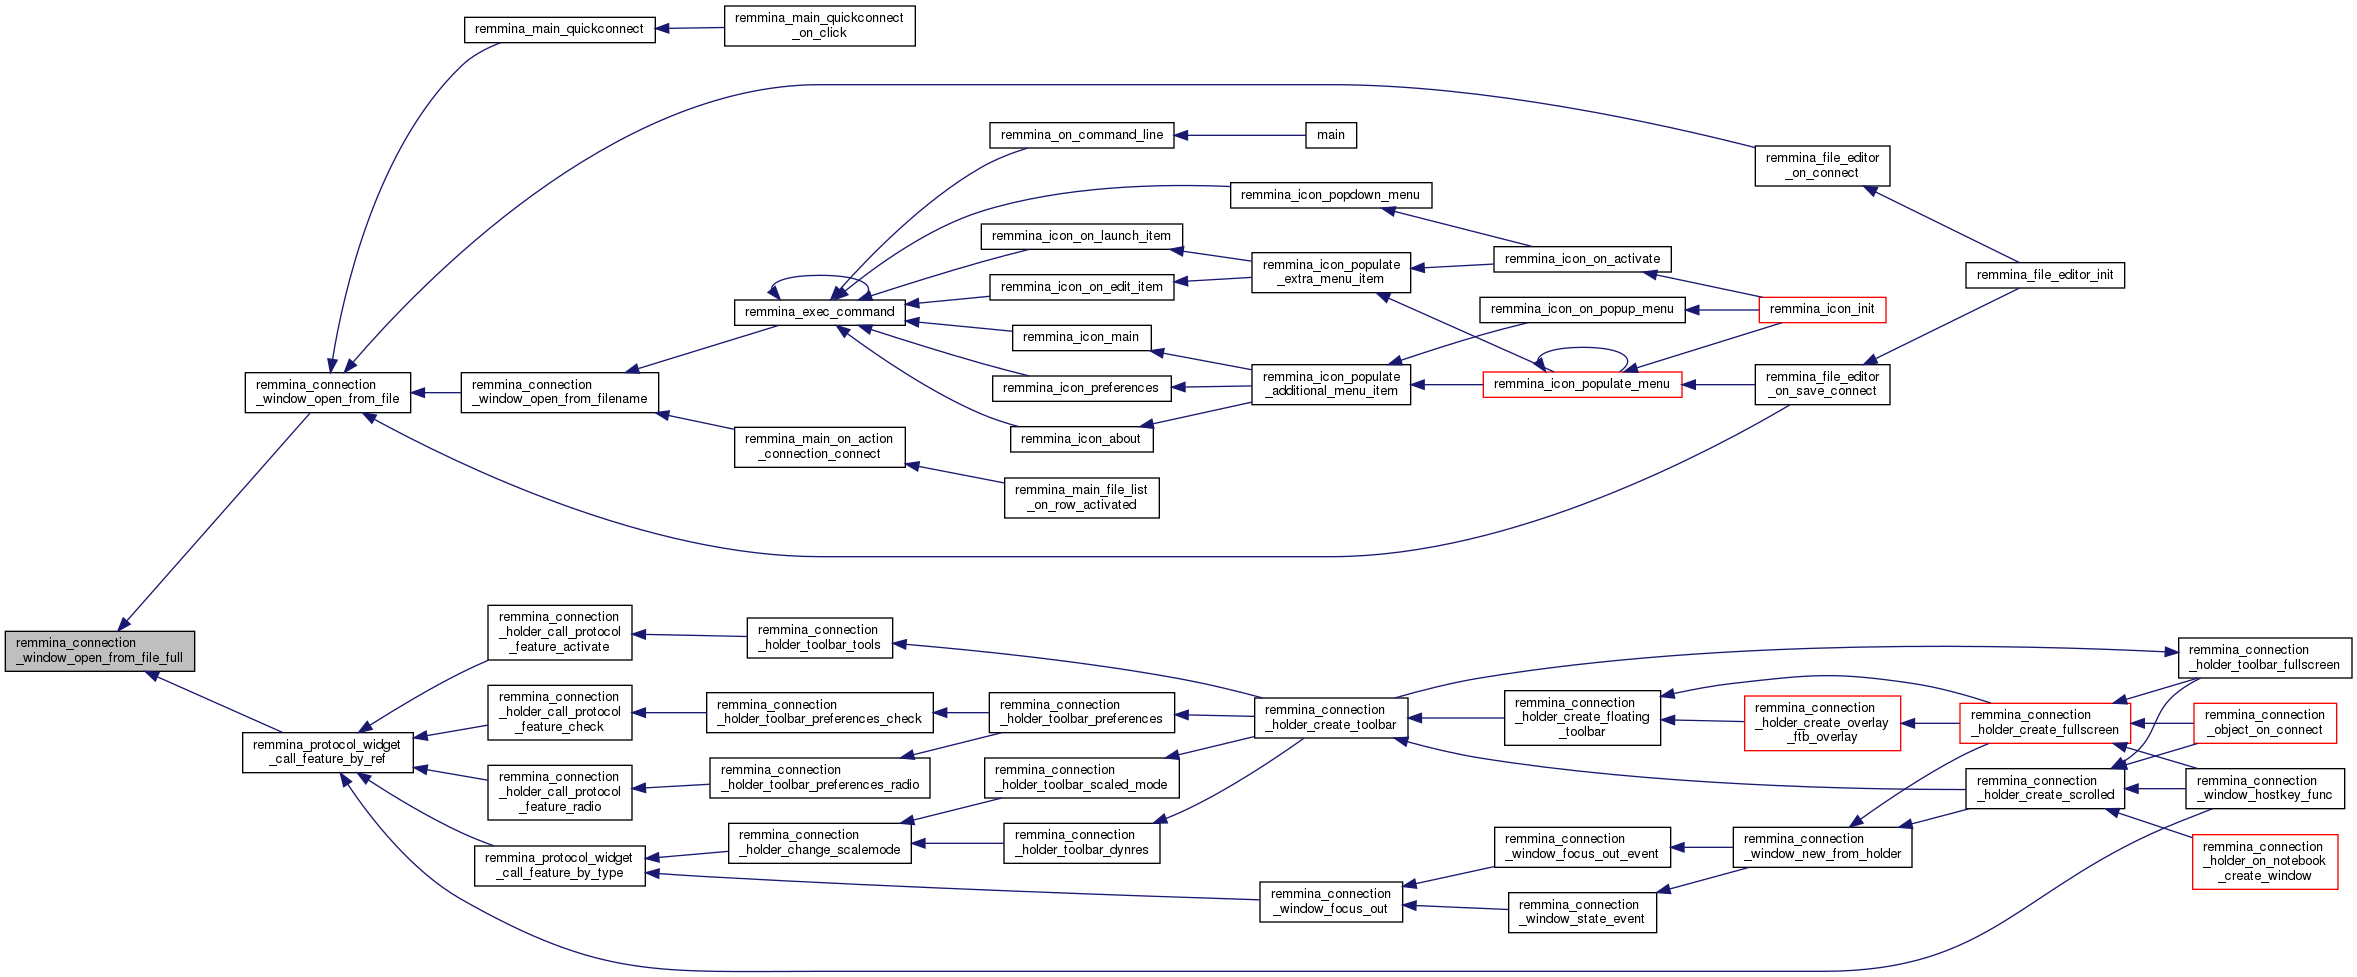 remmina_main_quickconnect
remmina_main_quickconnect
_on_click
remmina_on_command_line
main
remmina_file_editor
_on_connect
remmina_icon_popdown_menu
remmina_icon_on_launch_item
remmina_icon_populate
_extra_menu_item
remmina_icon_on_activate
remmina_file_editor_init
remmina_icon_on_edit_item
remmina_exec_command
remmina_icon_on_popup_menu
remmina_icon_init
remmina_icon_main
remmina_connection
_window_open_from_file
remmina_connection
_window_open_from_filename
remmina_icon_preferences
remmina_icon_populate
_additional_menu_item
remmina_icon_populate_menu
remmina_file_editor
_on_save_connect
remmina_icon_about
remmina_main_on_action
_connection_connect
remmina_main_file_list
_on_row_activated
remmina_connection
_window_open_from_file_full
remmina_connection
_holder_call_protocol
_feature_activate
remmina_connection
_holder_toolbar_tools
remmina_connection
_holder_toolbar_fullscreen
remmina_connection
_holder_call_protocol
_feature_check
remmina_connection
_holder_toolbar_preferences_check
remmina_connection
_holder_toolbar_preferences
remmina_connection
_holder_create_toolbar
remmina_connection
_holder_create_floating
_toolbar
remmina_connection
_holder_create_overlay
_ftb_overlay
remmina_connection
_holder_create_fullscreen
remmina_connection
_object_on_connect
remmina_protocol_widget
_call_feature_by_ref
remmina_connection
_holder_call_protocol
_feature_radio
remmina_connection
_holder_toolbar_preferences_radio
remmina_connection
_holder_toolbar_scaled_mode
remmina_connection
_holder_create_scrolled
remmina_connection
_window_hostkey_func
remmina_protocol_widget
_call_feature_by_type
remmina_connection
_holder_change_scalemode
remmina_connection
_holder_toolbar_dynres
remmina_connection
_window_focus_out_event
remmina_connection
_window_new_from_holder
remmina_connection
_holder_on_notebook
_create_window
remmina_connection
_window_focus_out
remmina_connection
_window_state_event